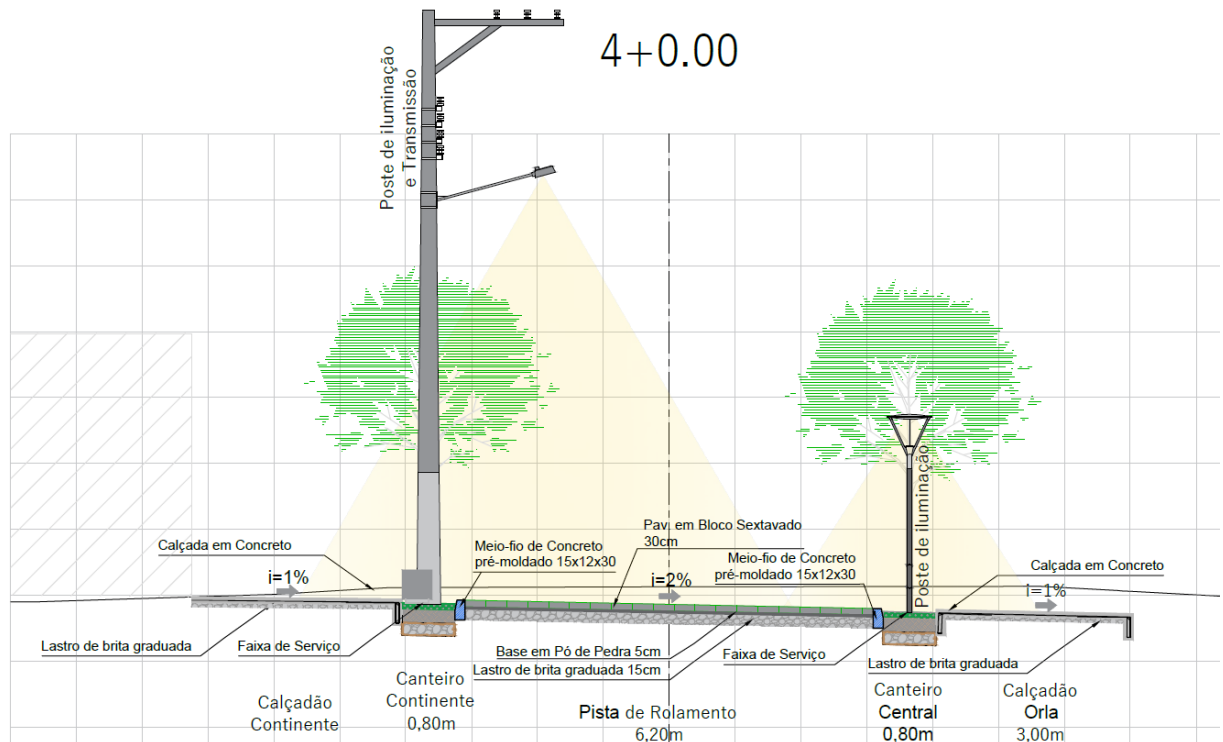 4+0.00
Poste de iluminação
e Transmissão
Poste de iluminação
Pav. em Bloco Sextavado
30cm
Calçada em Concreto
Meio-fio de Concreto
pré-moldado 15x12x30
Meio-fio de Concreto
pré-moldado 15x12x30
Calçada em Concreto
i=1%
i=2%
i=1%
Lastro de brita graduada
Faixa de Serviço
Base em Pó de Pedra 5cm
Lastro de brita graduada 15cm
Faixa de Serviço
Lastro de brita graduada
Calçadão
Continente
Canteiro
Continente
0,80m
Pista de Rolamento
6,20m
Canteiro
Central
0,80m
Calçadão
Orla
3,00m